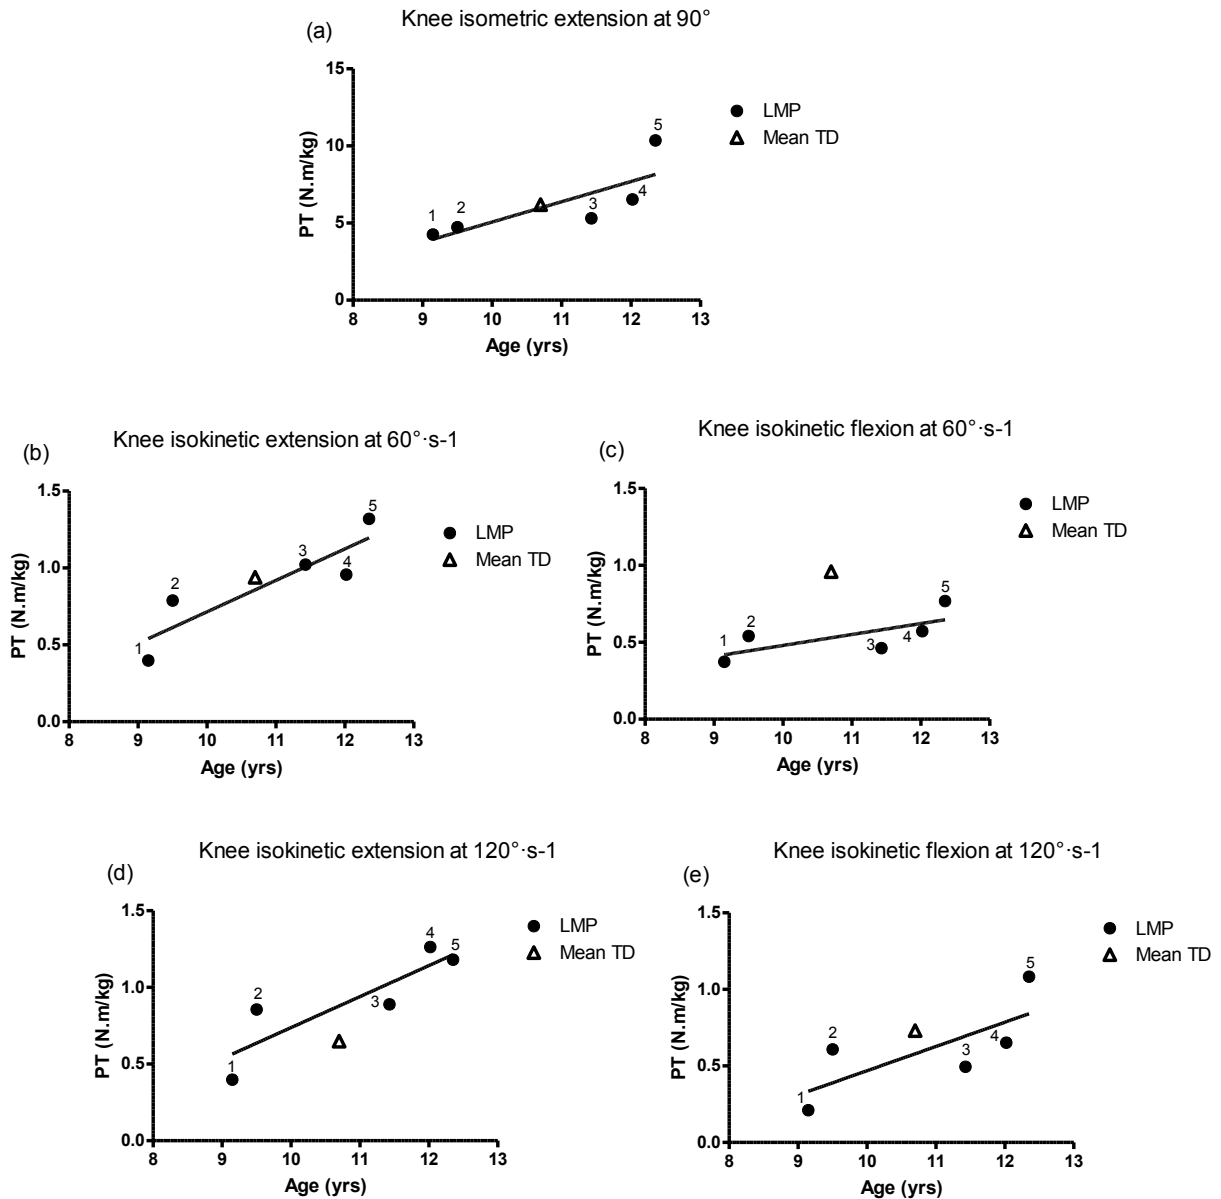 (a) Knee isometric extension at 90°
15
10
5
0
PT (N.m/kg)
1
2
3
4
5
LMP
Mean TD
8 9 10 11 12 13
Age (yrs)
(b) Knee isokinetic extension at 60°·s-1
1.5
1.0
0.5
0.0
PT (N.m/kg)
1
2
3
4
5
LMP
Mean TD
8 9 10 11 12 13
Age (yrs)
(c) Knee isokinetic flexion at 60°·s-1
1.5
1.0
0.5
0.0
PT (N.m/kg)
1
2
3
4
5
LMP
Mean TD
8 9 10 11 12 13
Age (yrs)
(d) Knee isokinetic extension at 120°·s-1
1.5
1.0
0.5
0.0
PT (N.m/kg)
1
2
3
4
5
LMP
Mean TD
8 9 10 11 12 13
Age (yrs)
(e) Knee isokinetic flexion at 120°·s-1
1.5
1.0
0.5
0.0
PT (N.m/kg)
1
2
3
4
5
LMP
Mean TD
8 9 10 11 12 13
Age (yrs)